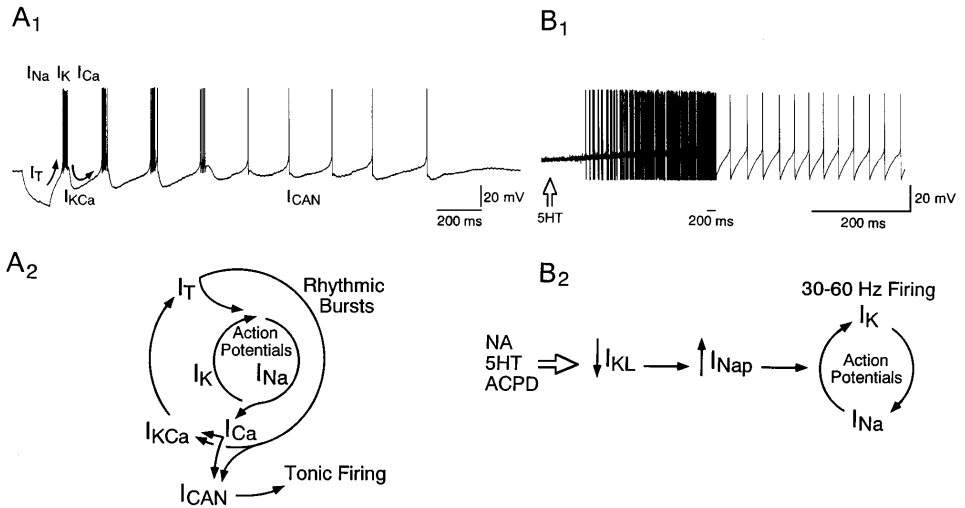 A1
INa IK ICa
IT
IKCa
ICAN
20 mV
200 ms
B1
5HT
200 ms
200 ms
20 mV
A2
IT
Rhythmic
Bursts
Action
Potentials
IK
INa
IKCa
ICa
ICAN
Tonic Firing
B2
NA
5HT
ACPD
IKL
INap
30-60 Hz Firing
IK
Action
Potentials
INa